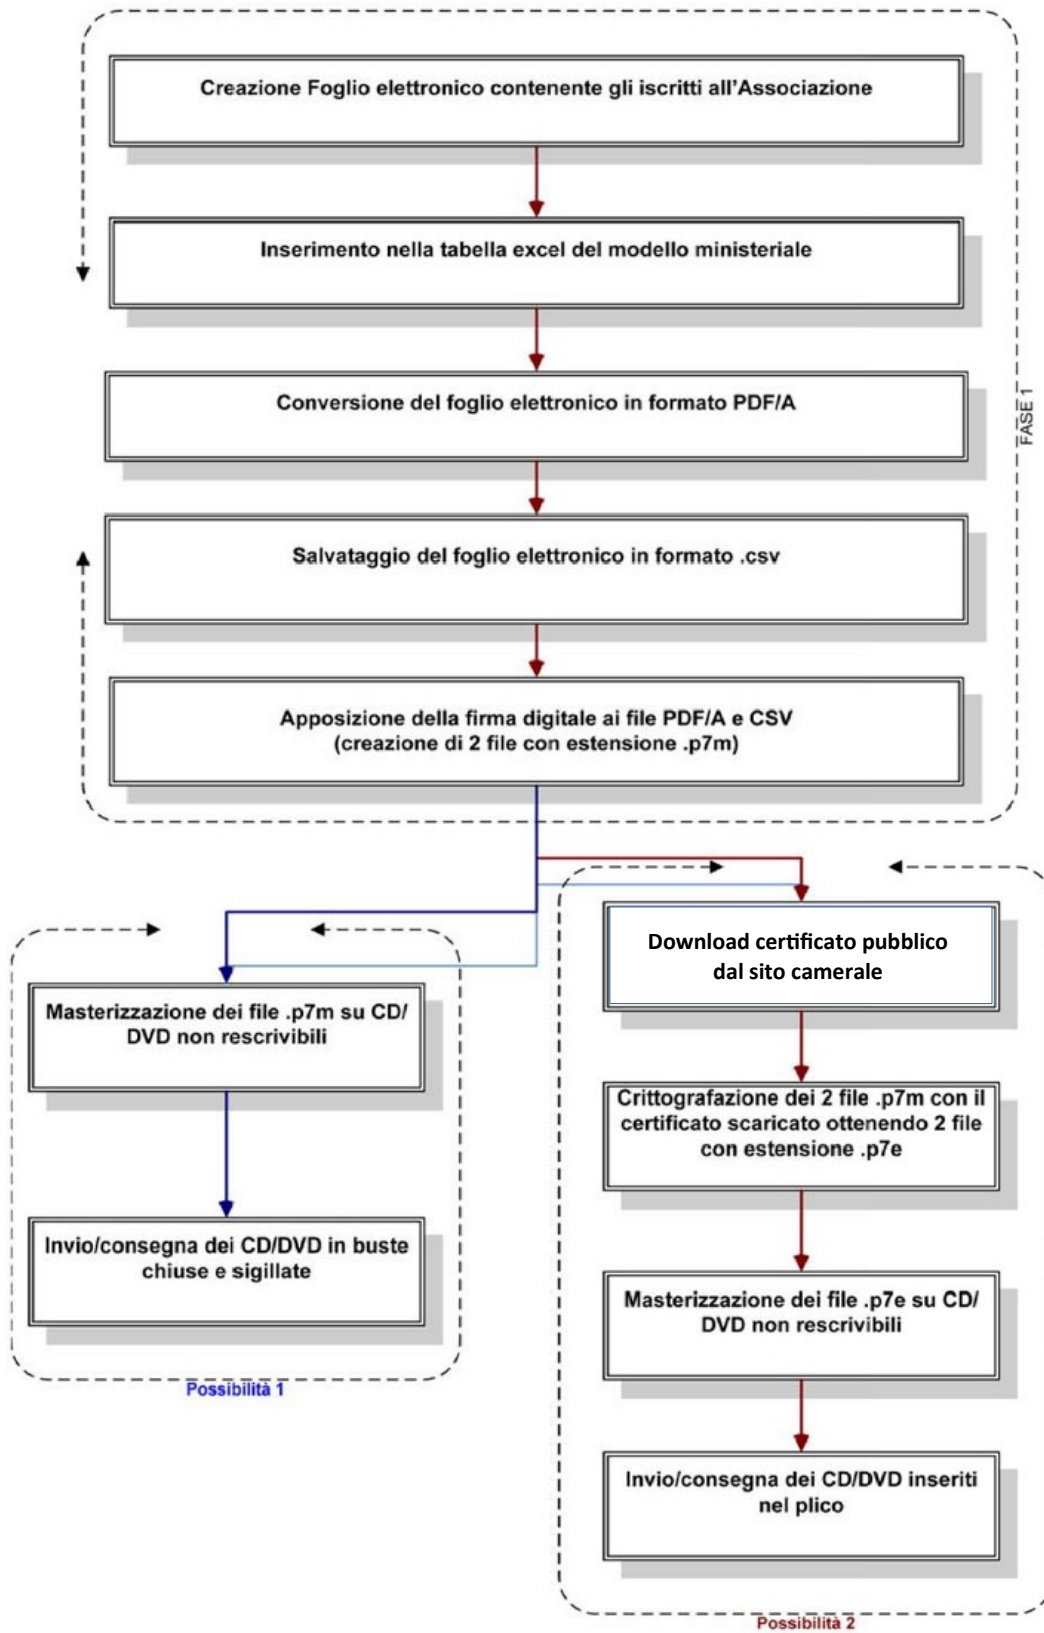 Creazione Foglio elettronico contenente gli iscritti all'Associazione
Inserimento nella tabella excel del modello ministeriale
Conversione del foglio elettronico in formato PDF/A
FASE 1
Salvataggio del foglio elettronico in formato .csv
Apposizione della firma digitale ai file PDF/A e CSV
(creazione di 2 file con estensione .p7m)
Download certificato pubblico
dal sito camerale
Masterizzazione dei file .p7m su CD/
DVD non rescrivibili
Crittografazione dei 2 file .p7m con il
certificato scaricato ottenendo 2 file
con estensione .p7e
Invio/consegna dei CD/DVD in buste
chiuse e sigillate
Masterizzazione dei file .p7e su CD/
DVD non rescrivibili
Possibilità 1
Invio/consegna dei CD/DVD inseriti
nel plico
Possibilità 2